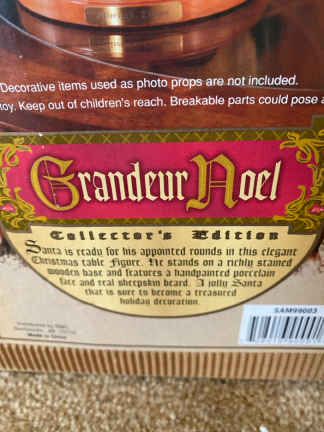 Decorative items used as photo props are not included.
toy. Keep out of children's reach. Breakable parts could pose a
Grandeur Noel
Collector's Edition
Santa is ready for his appointed rounds in this elegant
Christmas table figure. He stands on a richly stained
wooden base and features a handpainted porcelain
face and real sheepskin beard. A jolly Santa
that is sure to become a treasured
holiday decoration.
SAM99003
Distributed by
Made in China